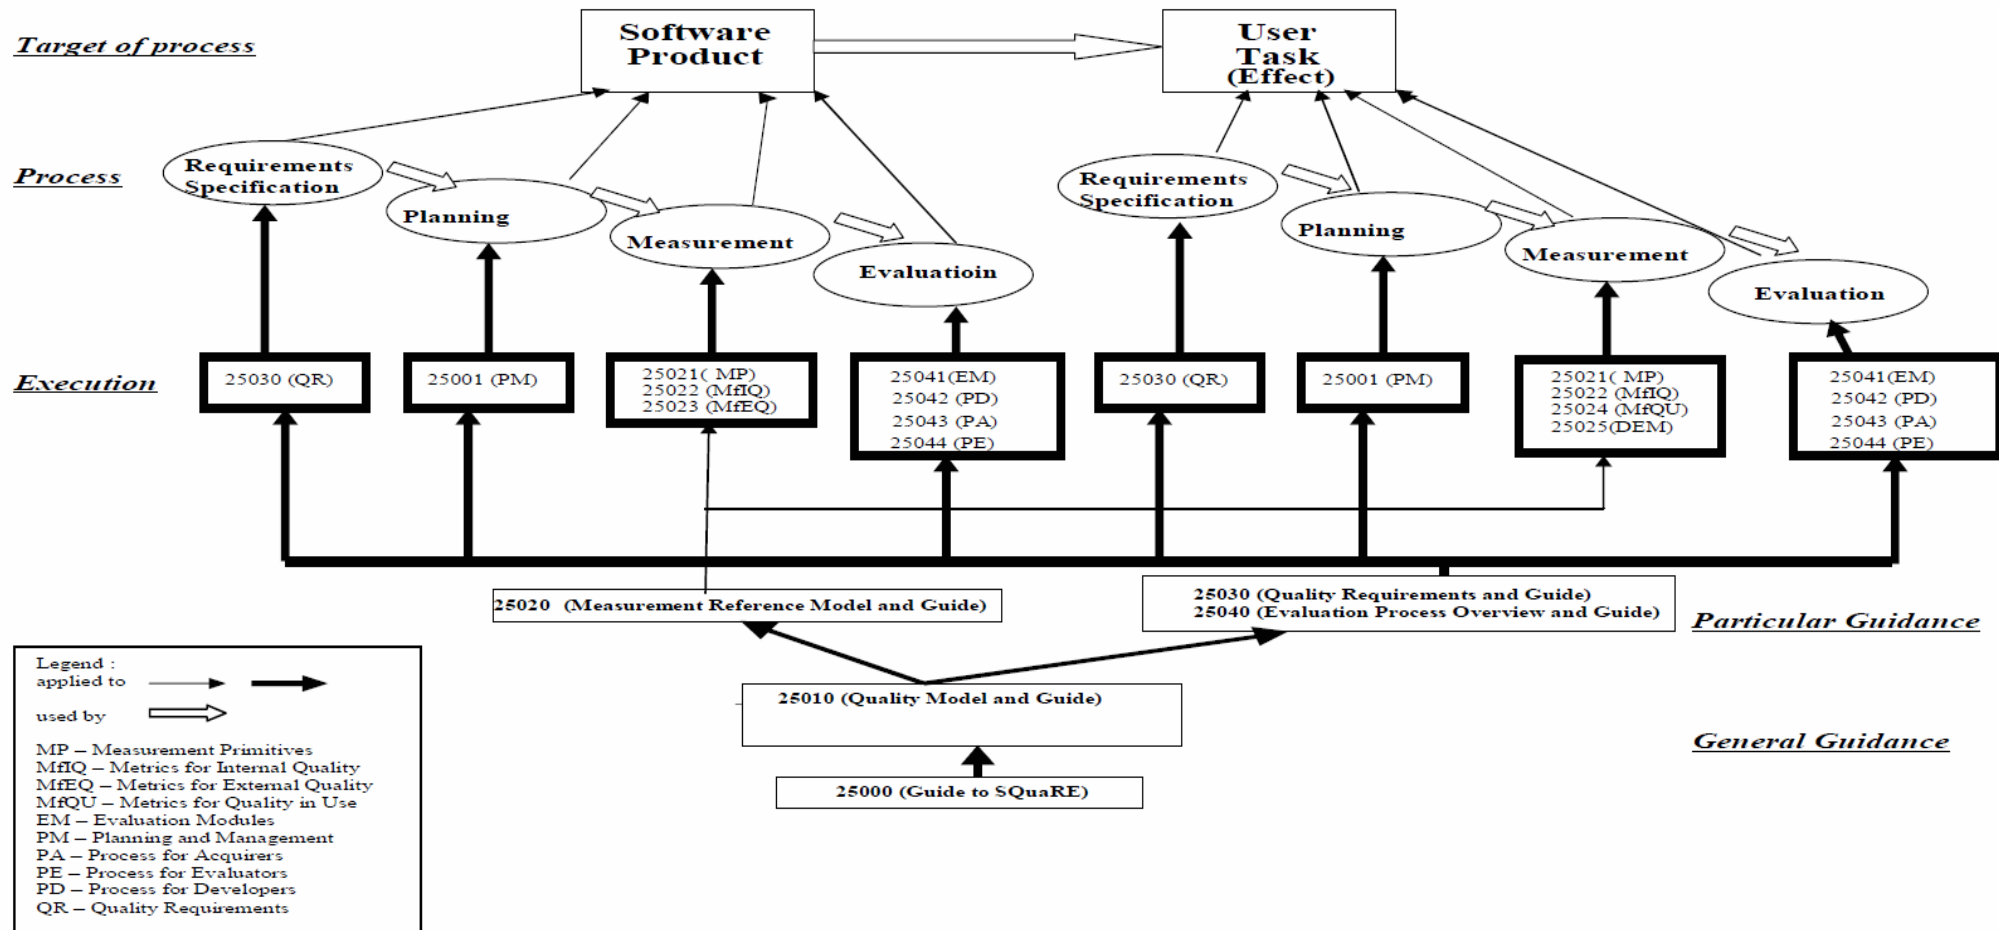 Target of process
Software
Product
User
Task
(Effect)
Process
Requirements
Specification
Planning
Measurement
Evaluatioin
Requirements
Specification
Planning
Measurement
Evaluation
Execution
25030 (QR)
25001 (PM)
25021( MP)
25022 (MfIQ)
25023 (MfEQ)
25041(EM)
25042 (PD)
25043 (PA)
25044 (PE)
25030 (QR)
25001 (PM)
25021( MP)
25022 (MfIQ)
25024 (MfQU)
25025(DEM)
25041(EM)
25042 (PD)
25043 (PA)
25044 (PE)
25020 (Measurement Reference Model and Guide)
25030 (Quality Requirements and Guide)
25040 (Evaluation Process Overview and Guide)
Particular Guidance
25010 (Quality Model and Guide)
General Guidance
25000 (Guide to SQuaRE)
Legend :
applied to
used by
MP – Measurement Primitives
MfIQ – Metrics for Internal Quality
MfEQ – Metrics for External Quality
MfQU – Metrics for Quality in Use
EM – Evaluation Modules
PM – Planning and Management
PA – Process for Acquirers
PE – Process for Evaluators
PD – Process for Developers
QR – Quality Requirements